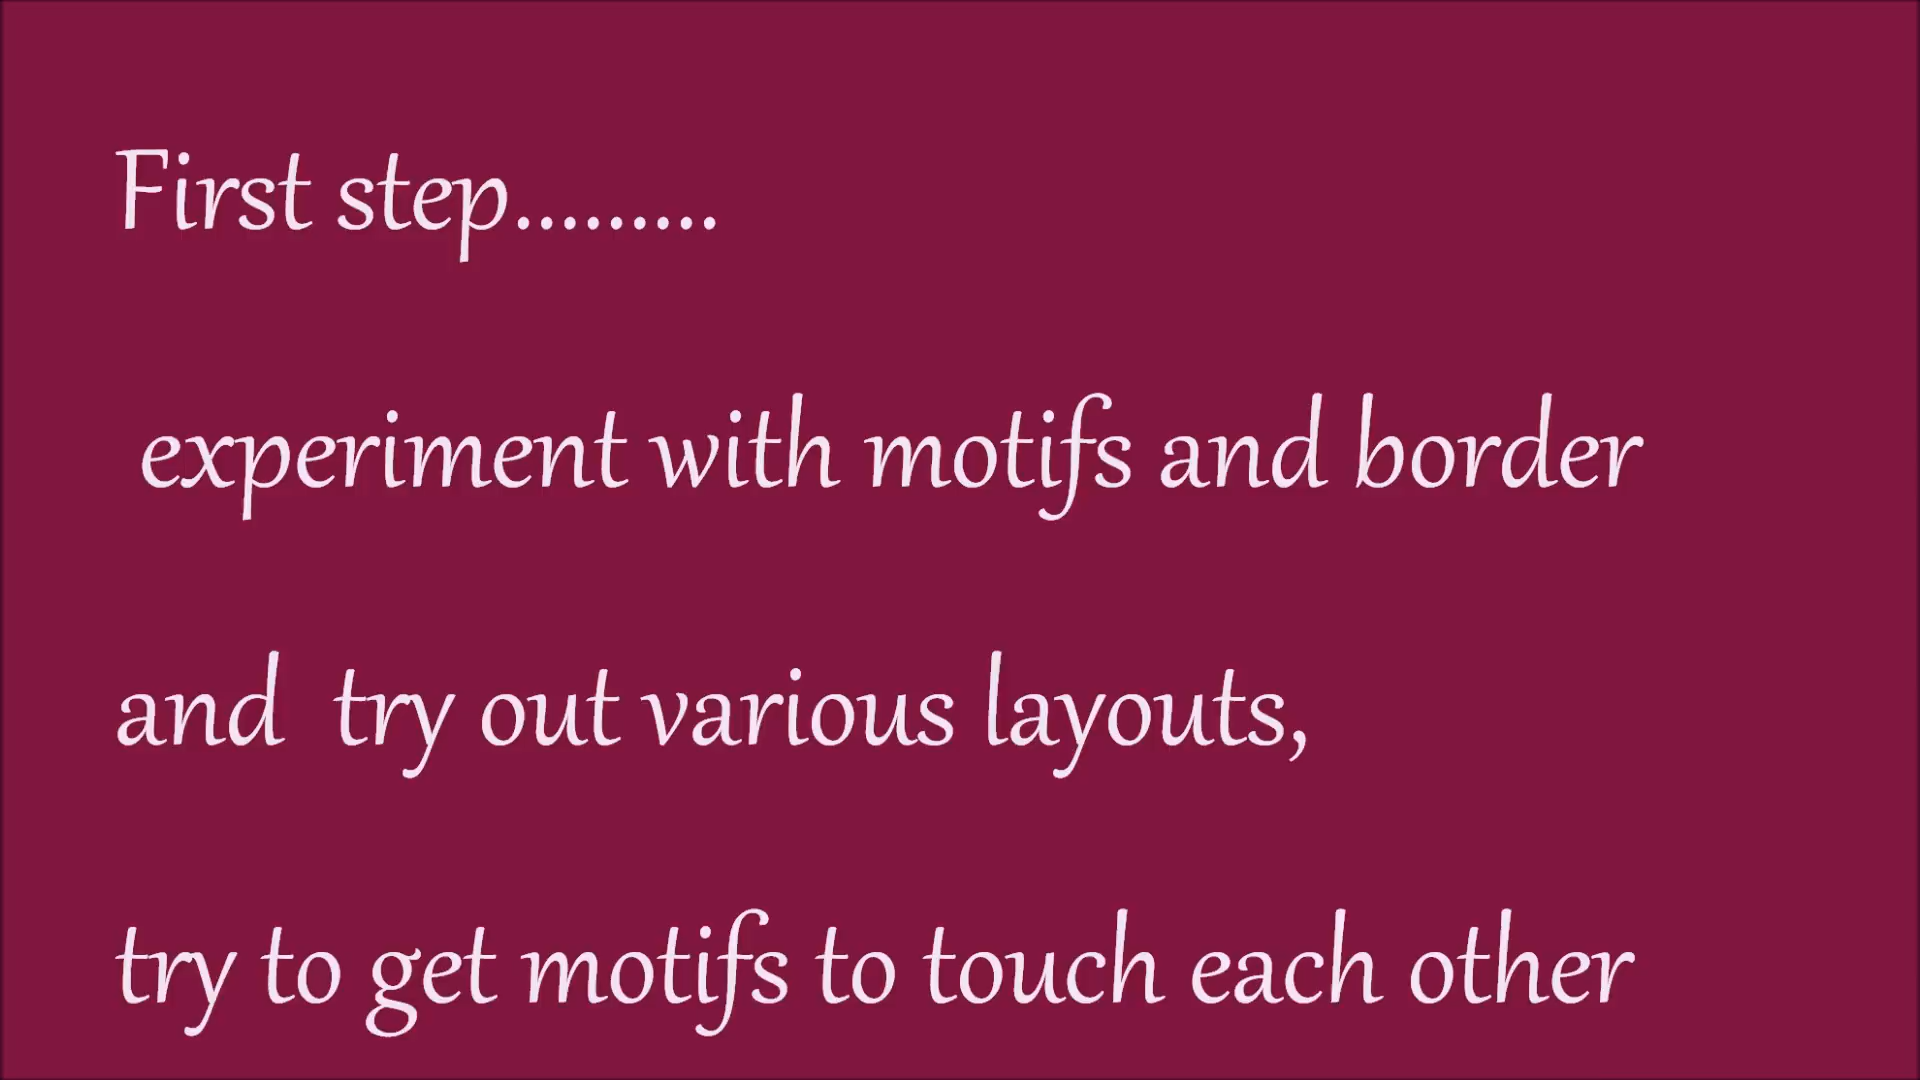 First step.........
experiment with motifs and border
and  try out various layouts,
try to get motifs to touch each other